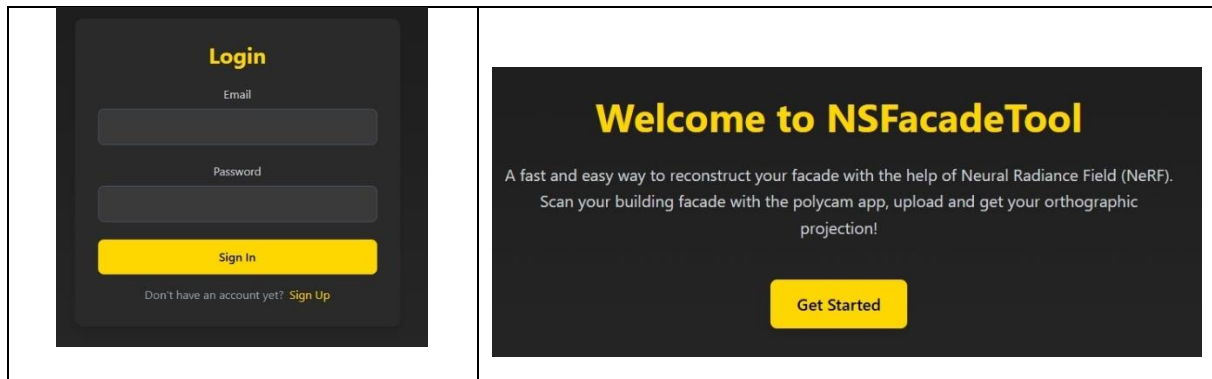 Login
Email
Password
Sign In
Don't have an account yet? Sign Up
Welcome to NSFacadeTool
A fast and easy way to reconstruct your facade with the help of Neural Radiance Field (NeRF).
Scan your building facade with the polycam app, upload and get your orthographic
projection!
Get Started